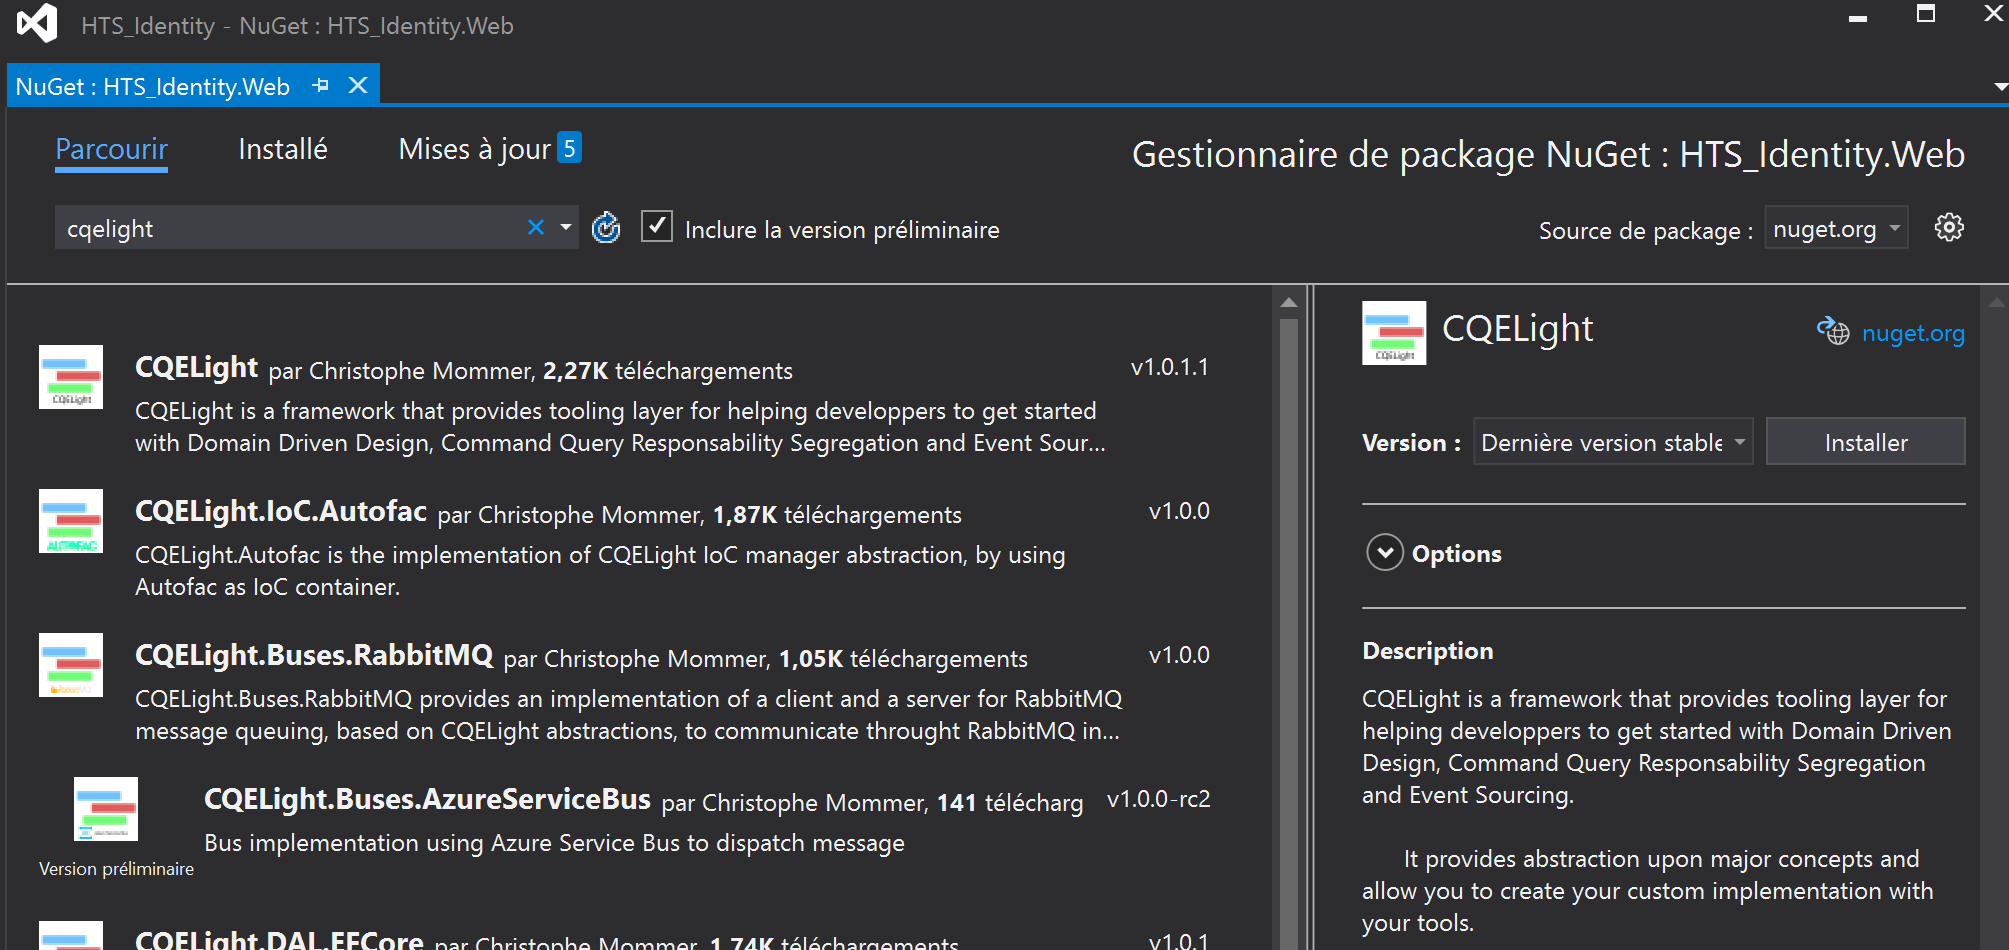 HTS_Identity - NuGet : HTS_Identity.Web
NuGet : HTS_Identity.Web
Parcourir Installé Mises à jour 5
Gestionnaire de package NuGet : HTS_Identity.Web
cqelight
Inclure la version préliminaire
Source de package : nuget.org
CQELight
CQELight par Christophe Mommer, 2,27K téléchargements v1.0.1.1
CQELight is a framework that provides tooling layer for helping developpers to get started
with Domain Driven Design, Command Query Responsability Segregation and Event Sour...
AUTOFAC
CQELight.IoC.Autofac par Christophe Mommer, 1,87K téléchargements v1.0.0
CQELight.Autofac is the implementation of CQELight IoC manager abstraction, by using
Autofac as IoC container.
CQELight.Buses.RabbitMQ par Christophe Mommer, 1,05K téléchargements v1.0.0
CQELight.Buses.RabbitMQ provides an implementation of a client and a server for RabbitMQ
message queuing, based on CQELight abstractions, to communicate throught RabbitMQ in...
CQELight.Buses.AzureServiceBus par Christophe Mommer, 141 télécharg v1.0.0-rc2
Bus implementation using Azure Service Bus to dispatch message
Version préliminaire
CQELight.DAL.EFCore par Christophe Mommer, 1,74K téléchargements v1.0.1
CQELight
CQELight
nuget.org
Version : Dernière version stable
Installer
Options
Description
CQELight is a framework that provides tooling layer for
helping developpers to get started with Domain Driven
Design, Command Query Responsability Segregation
and Event Sourcing.
It provides abstraction upon major concepts and
allow you to create your custom implementation with
your tools.